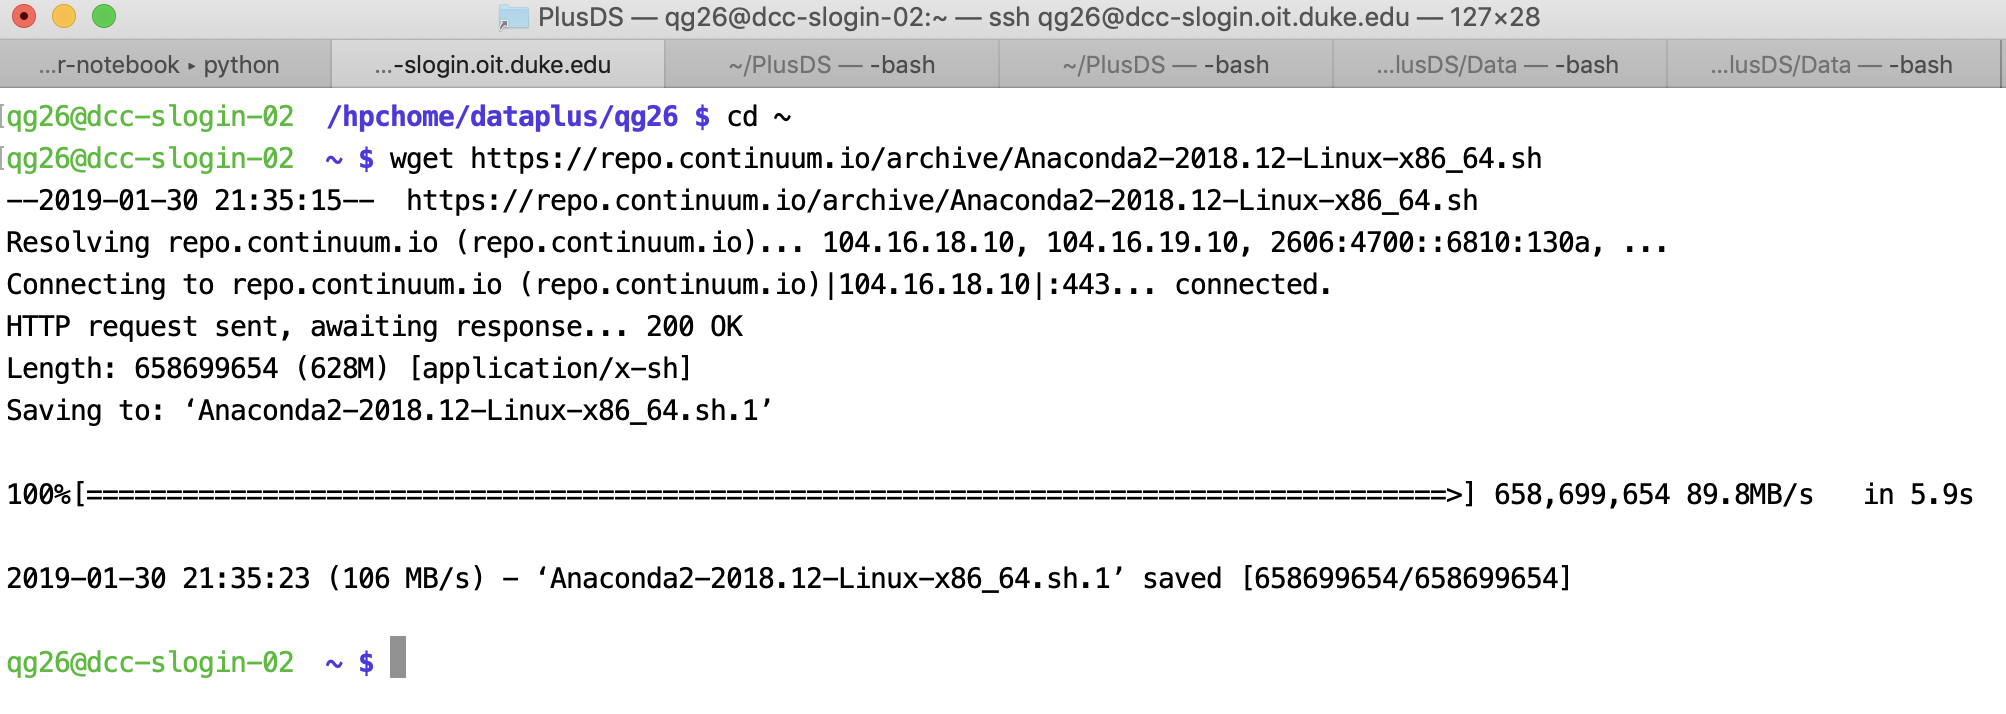 PlusDS — qg26@dcc-slogin-02:~ — ssh qg26@dcc-slogin.oit.duke.edu — 127×28
...r-notebook ▸ python ...-slogin.oit.duke.edu ~/PlusDS — -bash ~/PlusDS — -bash ...lusDS/Data — -bash ...lusDS/Data — -bash
[qg26@dcc-slogin-02  /hpchome/dataplus/qg26 $ cd ~
[qg26@dcc-slogin-02  ~ $ wget https://repo.continuum.io/archive/Anaconda2-2018.12-Linux-x86_64.sh
--2019-01-30 21:35:15--  https://repo.continuum.io/archive/Anaconda2-2018.12-Linux-x86_64.sh
Resolving repo.continuum.io (repo.continuum.io)... 104.16.18.10, 104.16.19.10, 2606:4700::6810:130a, ...
Connecting to repo.continuum.io (repo.continuum.io)|104.16.18.10|:443... connected.
HTTP request sent, awaiting response... 200 OK
Length: 658699654 (628M) [application/x-sh]
Saving to: ‘Anaconda2-2018.12-Linux-x86_64.sh.1’
100%[=====================================================================================>] 658,699,654 89.8MB/s   in 5.9s
2019-01-30 21:35:23 (106 MB/s) - ‘Anaconda2-2018.12-Linux-x86_64.sh.1’ saved [658699654/658699654]
qg26@dcc-slogin-02  ~ $